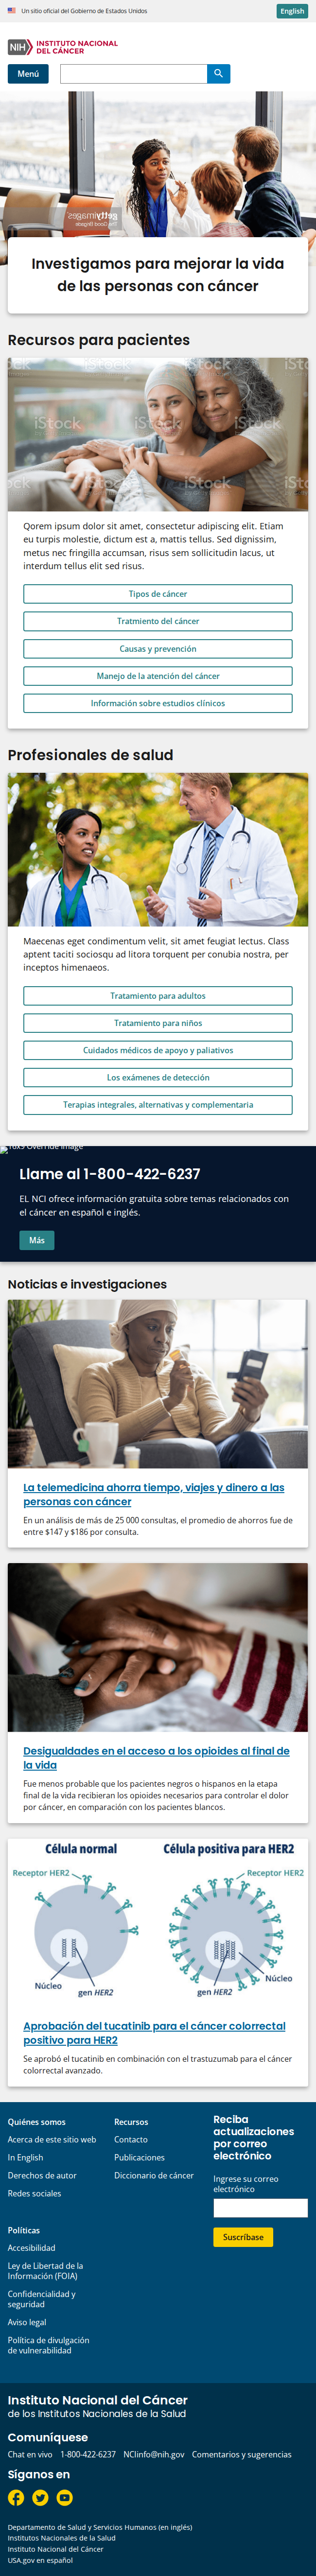 Un sitio oficial del Gobierno de Estados Unidos
English
NIH
INSTITUTO NACIONAL
DEL CÁNCER
Menú
gettyimages
Investigamos para mejorar la vida
de las personas con cáncer
Recursos para pacientes
iStock
iStock
iStock
iStock
iStock
Qorem ipsum dolor sit amet, consectetur adipiscing elit. Etiam
eu turpis molestie, dictum est a, mattis tellus. Sed dignissim,
metus nec fringilla accumsan, risus sem sollicitudin lacus, ut
interdum tellus elit sed risus.
Tipos de cáncer
Tratmiento del cáncer
Causas y prevención
Manejo de la atención del cáncer
Información sobre estudios clínicos
Profesionales de salud
Maecenas eget condimentum velit, sit amet feugiat lectus. Class
aptent taciti sociosqu ad litora torquent per conubia nostra, per
inceptos himenaeos.
Tratamiento para adultos
Tratamiento para niños
Cuidados médicos de apoyo y paliativos
Los exámenes de detección
Terapias integrales, alternativas y complementaria
16x9 Override Image
Llame al 1-800-422-6237
EL NCI ofrece información gratuita sobre temas relacionados con
el cáncer en español e inglés.
Más
Noticias e investigaciones
La telemedicina ahorra tiempo, viajes y dinero a las
personas con cáncer
En un análisis de más de 25 000 consultas, el promedio de ahorros fue de
entre $147 y $186 por consulta.
Desigualdades en el acceso a los opioides al final de
la vida
Fue menos probable que los pacientes negros o hispanos en la etapa
final de la vida recibieran los opioides necesarios para controlar el dolor
por cáncer, en comparación con los pacientes blancos.
Célula normal
Célula positiva para HER2
Receptor HER2
Receptor HER2
Núcleo
gen HER2
gen HER2
Núcleo
Aprobación del tucatinib para el cáncer colorrectal
positivo para HER2
Se aprobó el tucatinib en combinación con el trastuzumab para el cáncer
colorrectal avanzado.
Quiénes somos
Acerca de este sitio web
In English
Derechos de autor
Redes sociales
Recursos
Contacto
Publicaciones
Diccionario de cáncer
Reciba
actualizaciones
por correo
electrónico
Ingrese su correo
electrónico
Suscríbase
Políticas
Accesibilidad
Ley de Libertad de la
Información (FOIA)
Confidencialidad y
seguridad
Aviso legal
Política de divulgación
de vulnerabilidad
Instituto Nacional del Cáncer
de los Institutos Nacionales de la Salud
Comuníquese
Chat en vivo 1-800-422-6237 NCIinfo@nih.gov Comentarios y sugerencias
Síganos en
Departamento de Salud y Servicios Humanos (en inglés)
Institutos Nacionales de la Salud
Instituto Nacional del Cáncer
USA.gov en español